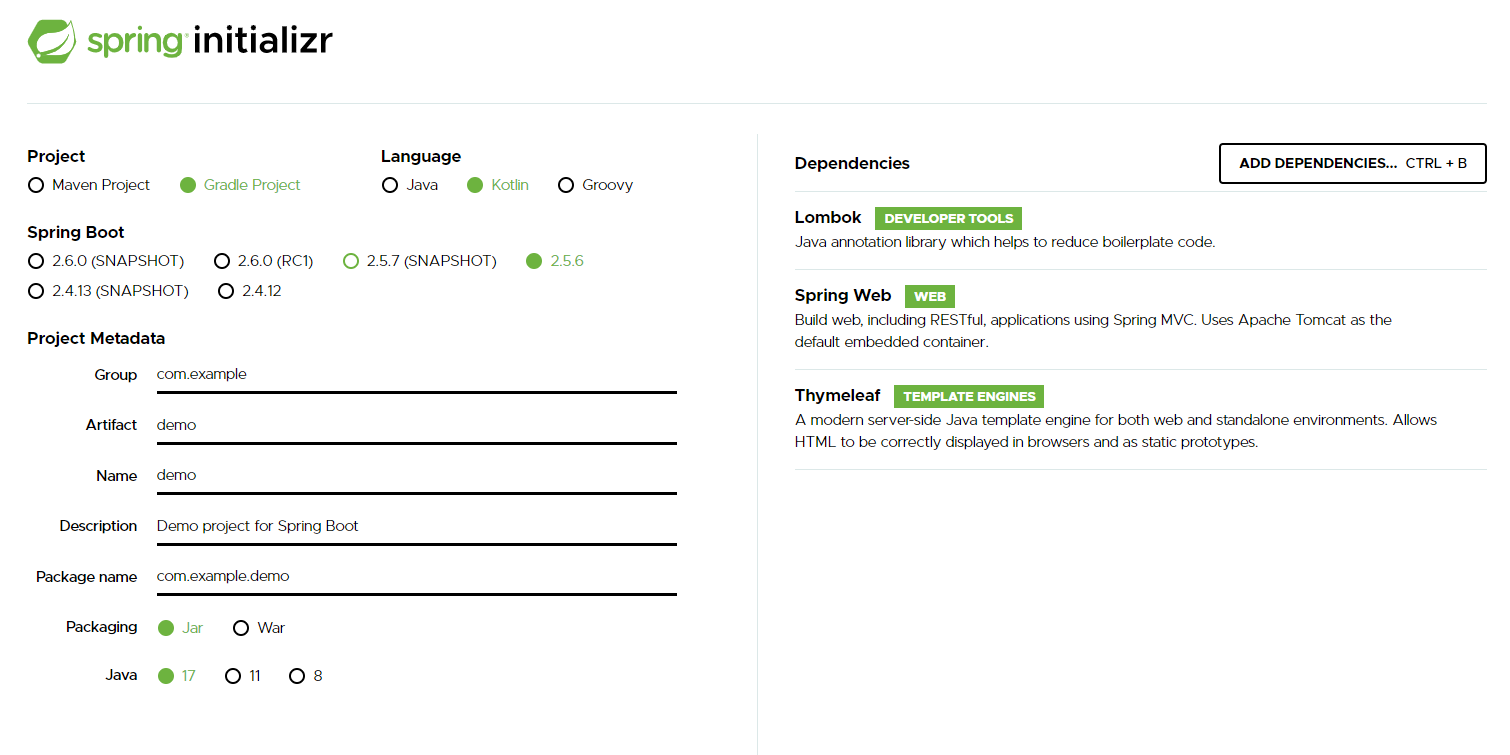 spring initializr
Project
Maven Project Gradle Project
Language
Java Kotlin Groovy
Spring Boot
2.6.0 (SNAPSHOT) 2.6.0 (RC1) 2.5.7 (SNAPSHOT) 2.5.6
2.4.13 (SNAPSHOT) 2.4.12
Project Metadata
Group com.example
Artifact demo
Name demo
Description Demo project for Spring Boot
Package name com.example.demo
Packaging Jar War
Java 17 11 8
Dependencies ADD DEPENDENCIES... CTRL + B
Lombok DEVELOPER TOOLS
Java annotation library which helps to reduce boilerplate code.
Spring Web WEB
Build web, including RESTful, applications using Spring MVC. Uses Apache Tomcat as the
default embedded container.
Thymeleaf TEMPLATE ENGINES
A modern server-side Java template engine for both web and standalone environments. Allows
HTML to be correctly displayed in browsers and as static prototypes.